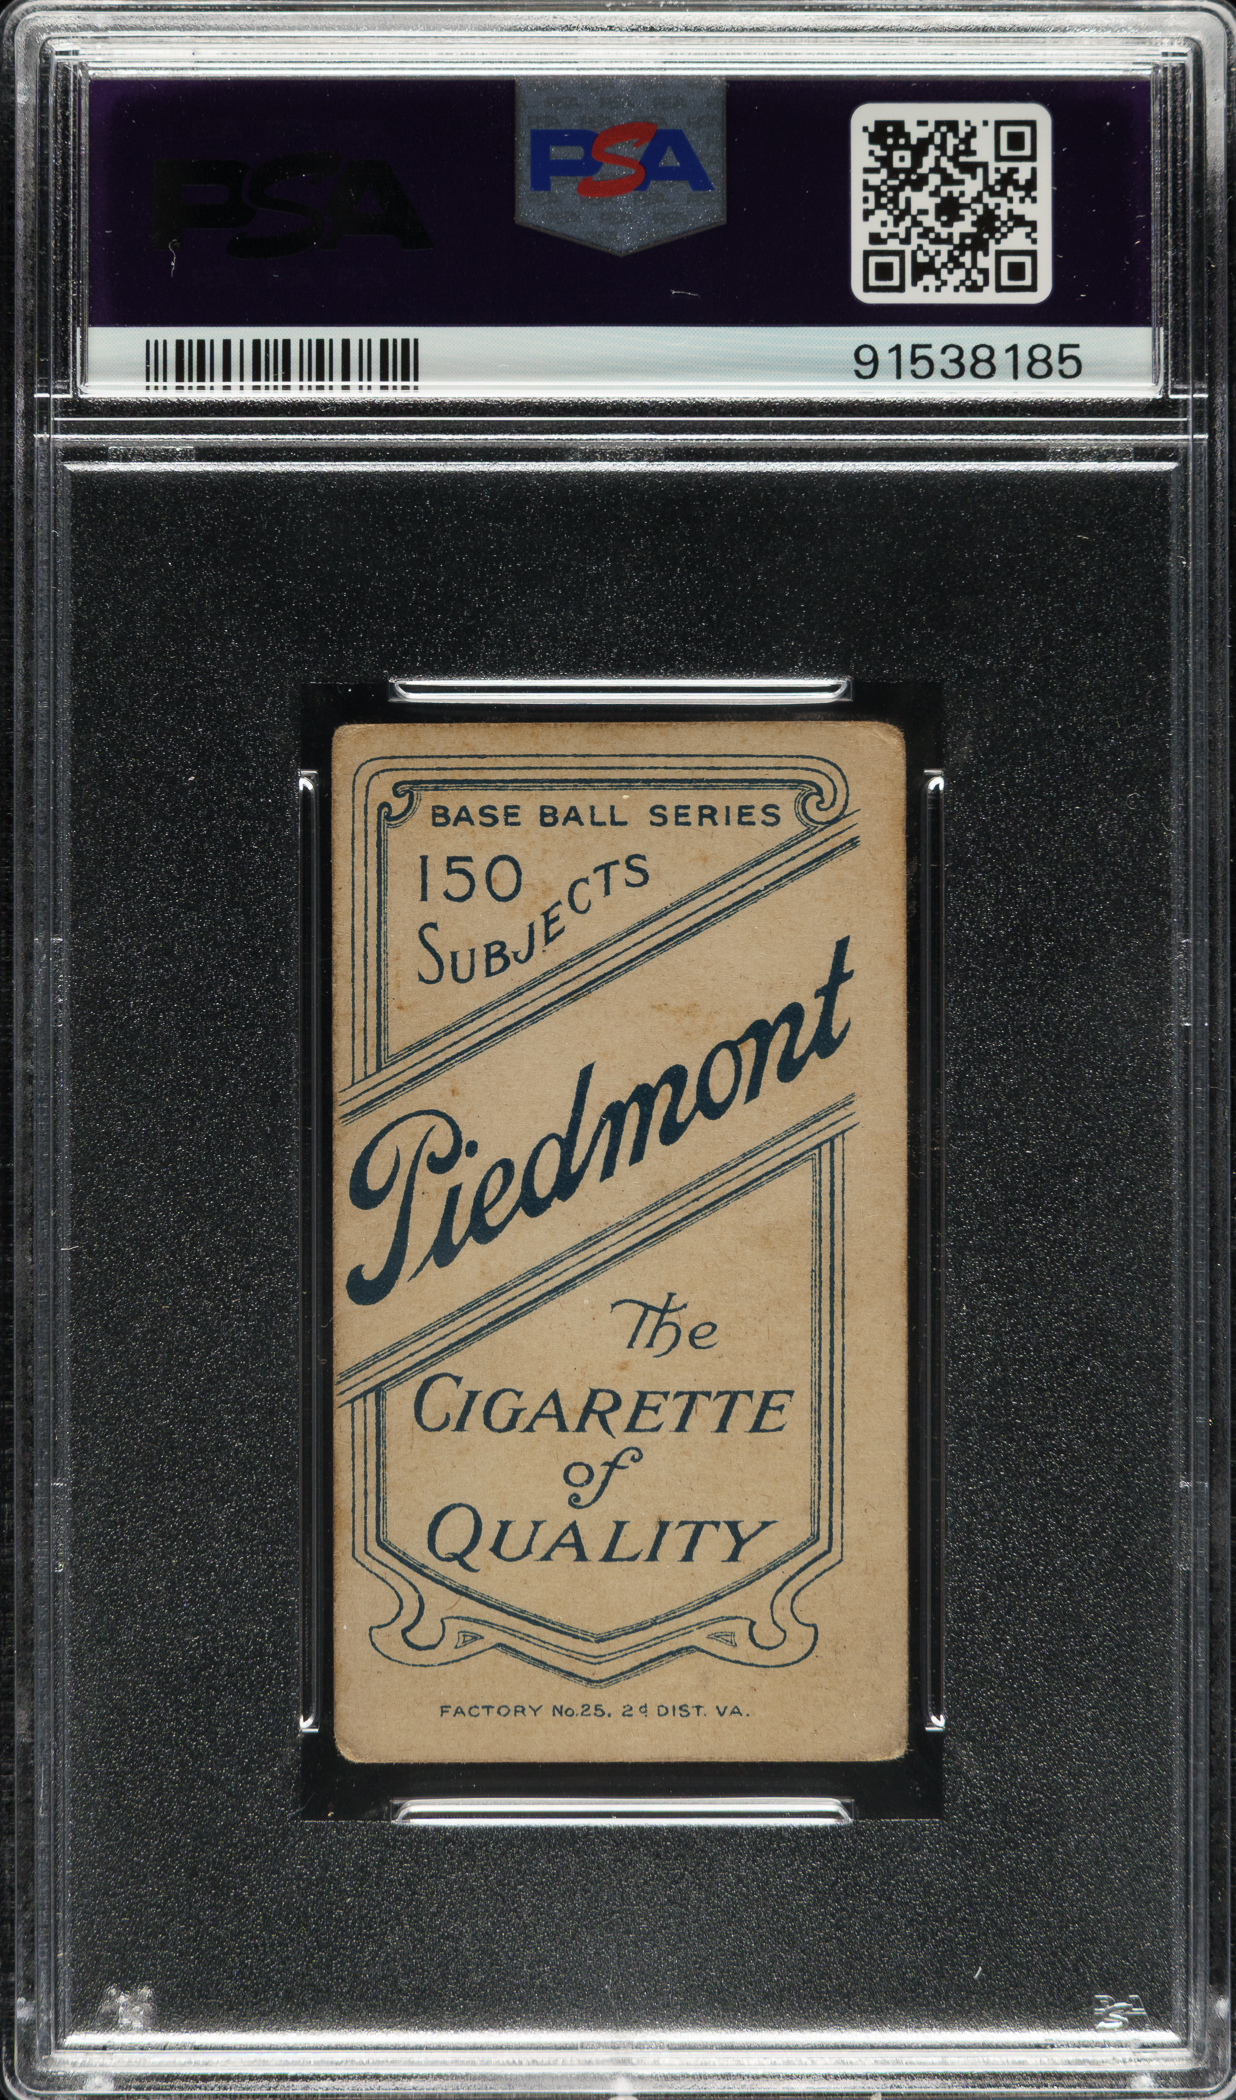 PSA
PSA
91538185
BASE BALL SERIES
150
SUBJECTS
Piedmont
The
CIGARETTE
of
QUALITY
FACTORY No.25. 2d DIST. VA.